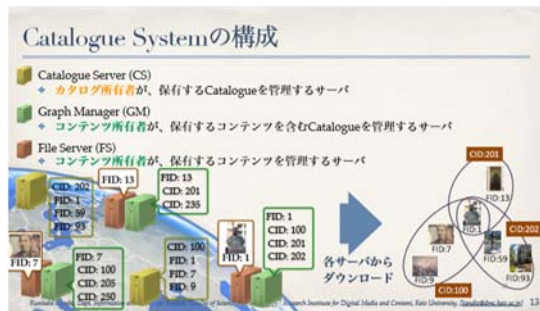 Catalogue Systemの構成
Catalogue Server (CS)
カタログ所有者が、保有するCatalogueを管理するサーバ
Graph Manager (GM)
コンテンツ所有者が、保有するコンテンツを含むCatalogueを管理するサーバ
File Server (FS)
コンテンツ所有者が、保有するコンテンツを管理するサーバ
CID: 202
FID: 1
FID: 59
FID: 93
FID: 13
FID: 13
CID: 201
CID: 235
FID: 7
FID: 7
CID: 100
CID: 205
CID: 250
CID: 100
FID: 1
FID: 7
FID: 9
FID: 1
FID: 1
CID: 100
CID: 201
CID: 202
各サーバから
ダウンロード
CID:201
FID:13
FID:1
CID:202
FID:7
FID:59
FID:9
FID:93
CID:100
Research Institute for Digital Media and Content, Keio University,
13